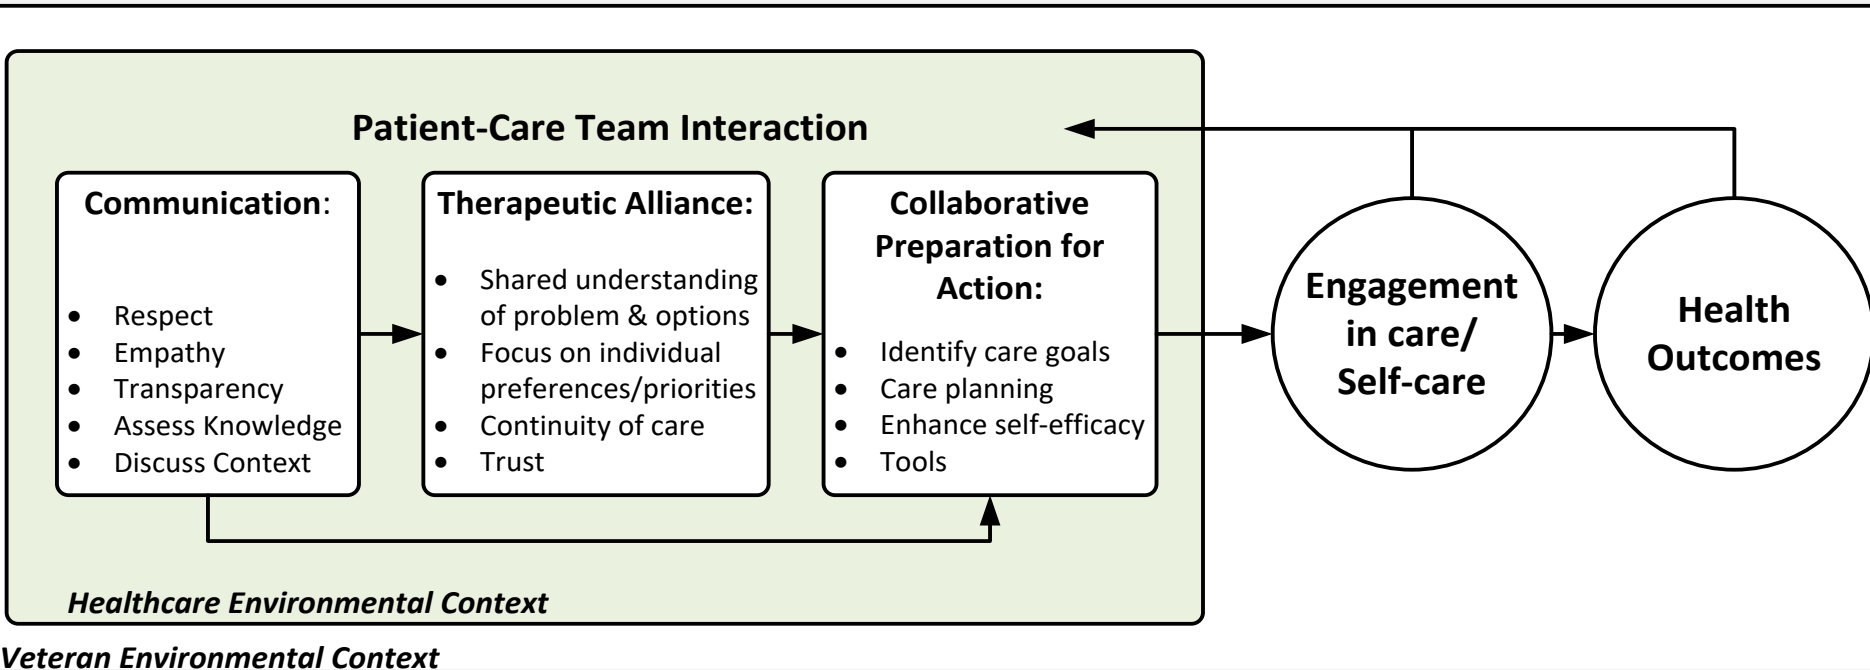 Patient-Care Team Interaction
Communication:
• Respect
• Empathy
• Transparency
• Assess Knowledge
• Discuss Context
Therapeutic Alliance:
• Shared understanding
of problem & options
• Focus on individual
preferences/priorities
• Continuity of care
• Trust
Collaborative
Preparation for
Action:
• Identify care goals
• Care planning
• Enhance self-efficacy
• Tools
Engagement
in care/
Self-care
Health
Outcomes
Healthcare Environmental Context
Veteran Environmental Context